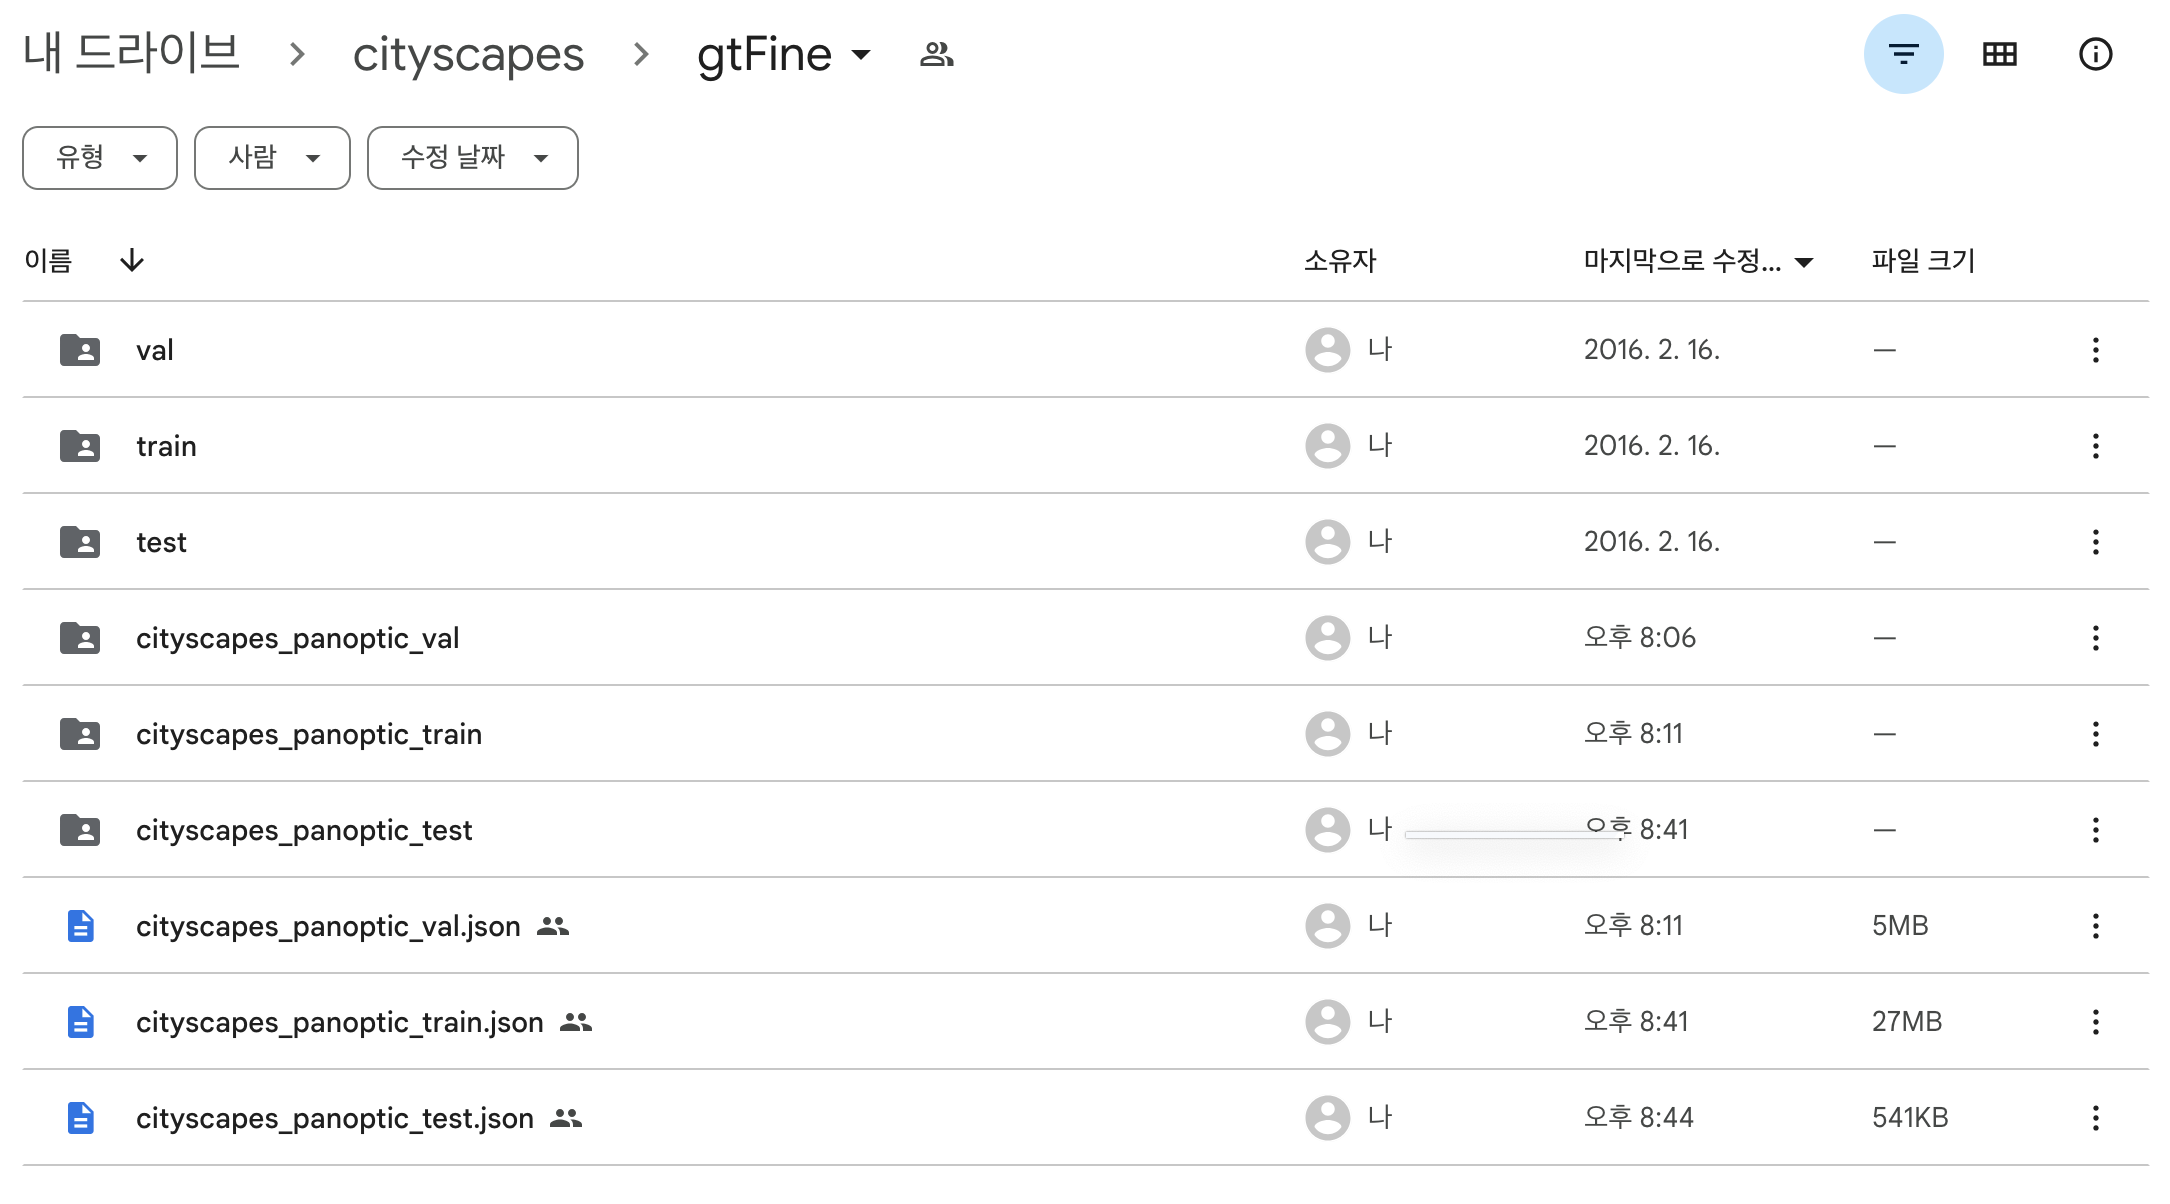 내 드라이브 cityscapes gtFine
유형 사람 수정 날짜
이름 소유자 마지막으로 수정... 파일 크기
val 나 2016. 2. 16. —
train 나 2016. 2. 16. —
test 나 2016. 2. 16. —
cityscapes_panoptic_val 나 오후 8:06 —
cityscapes_panoptic_train 나 오후 8:11 —
cityscapes_panoptic_test 나 오후 8:41 —
cityscapes_panoptic_val.json 나 오후 8:11 5MB
cityscapes_panoptic_train.json 나 오후 8:41 27MB
cityscapes_panoptic_test.json 나 오후 8:44 541KB